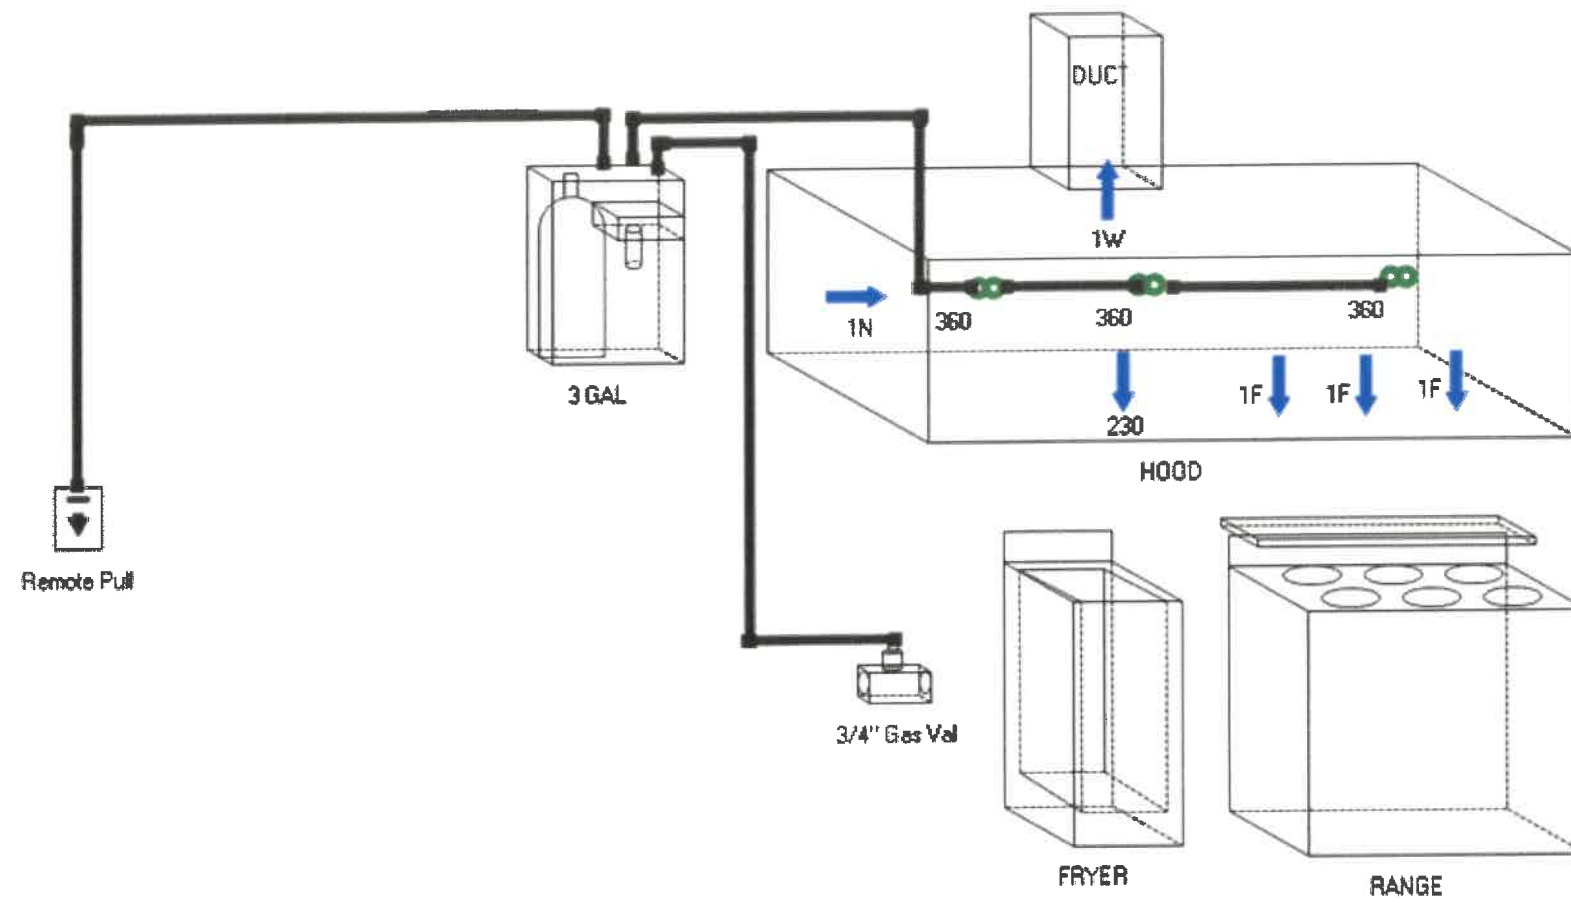 DUCT
1W
1N
360
360
360
3 GAL
1F
1F
1F
230
HOOD
Remote Pull
3/4" Gas Val
FRYER
RANGE